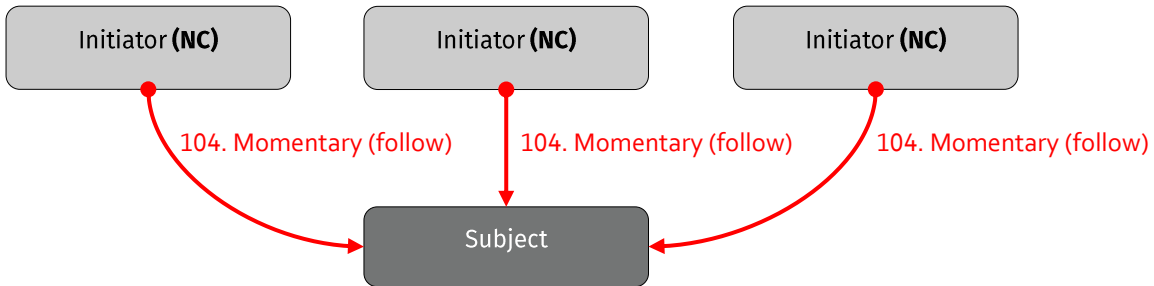 Initiator (NC)
Initiator (NC)
Initiator (NC)
104. Momentary (follow)
104. Momentary (follow)
104. Momentary (follow)
Subject